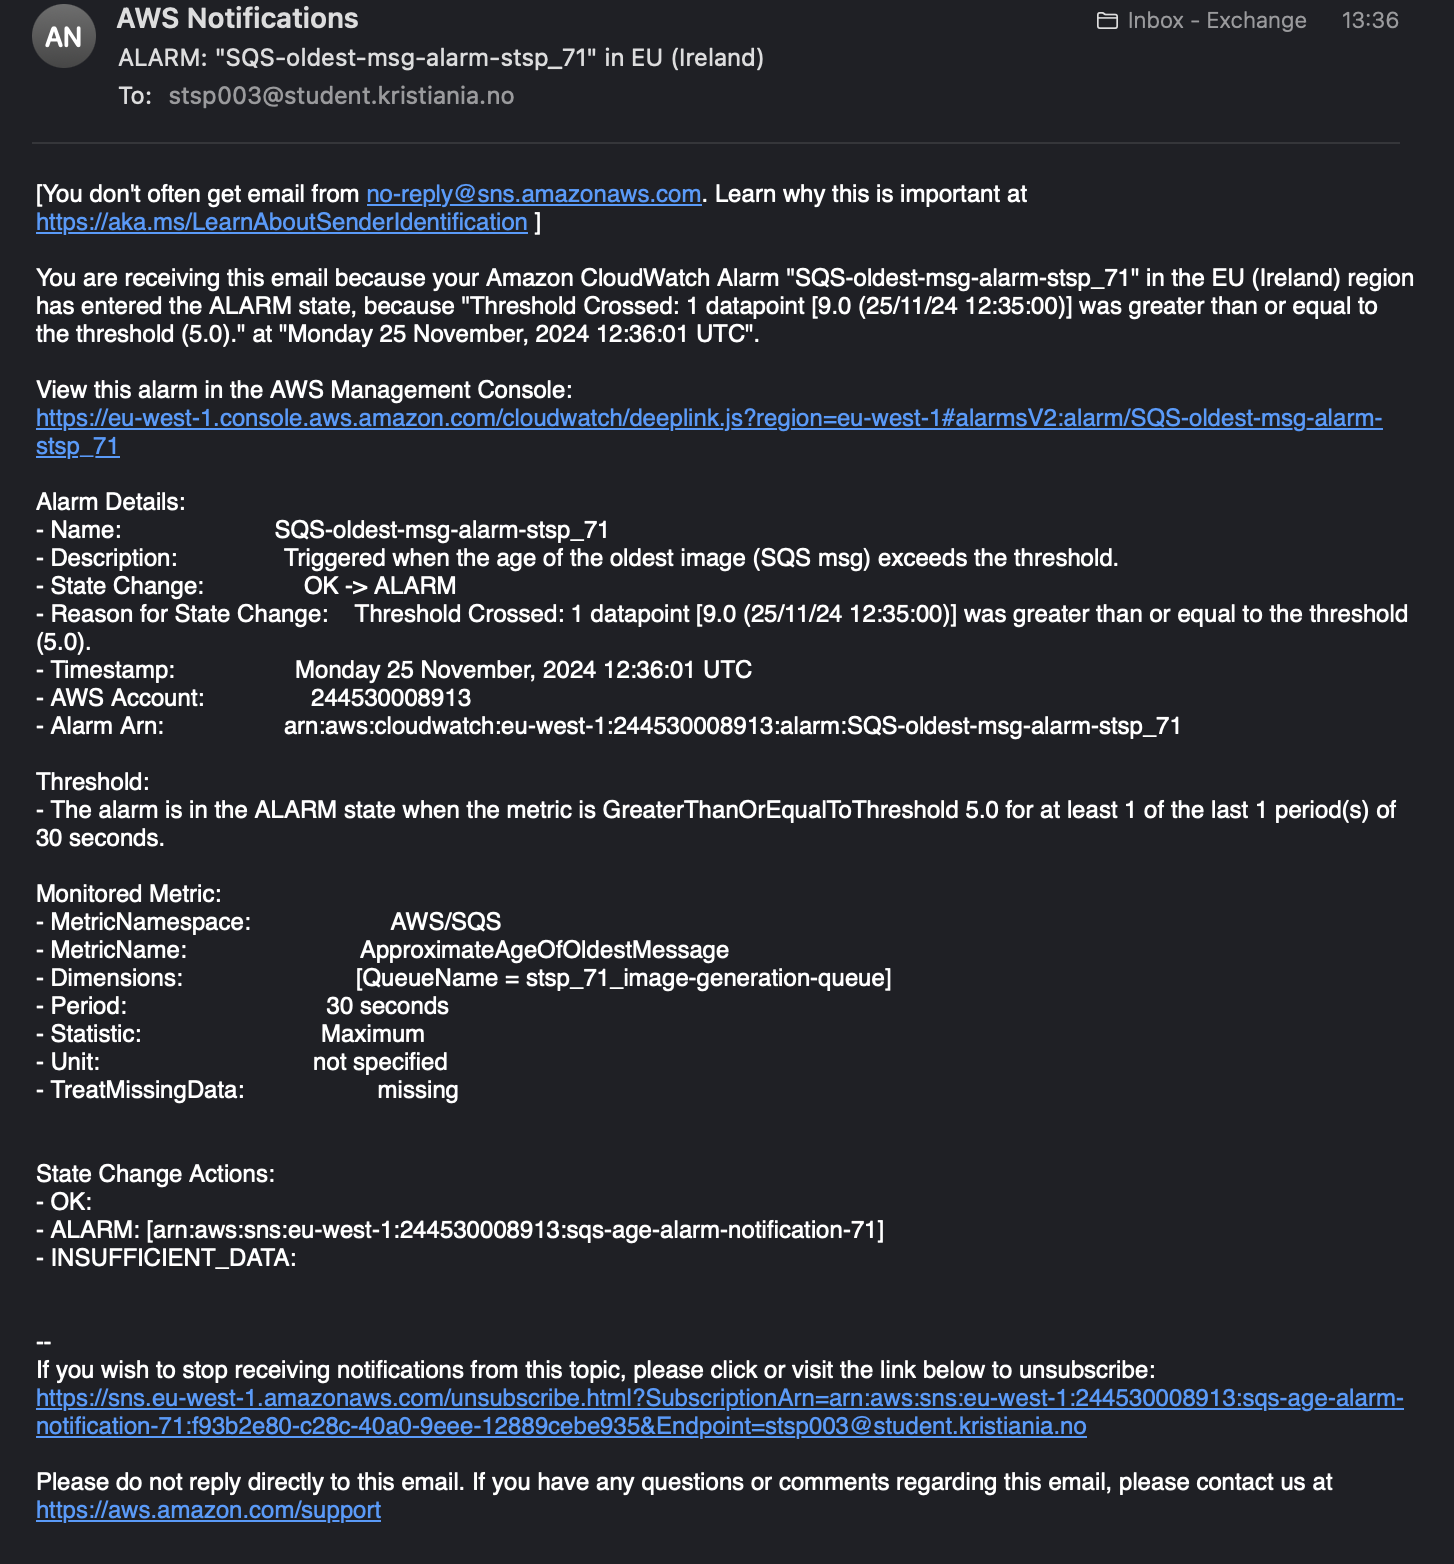 AN
AWS Notifications
Inbox - Exchange 13:36
ALARM: "SQS-oldest-msg-alarm-stsp_71" in EU (Ireland)
To: stsp003@student.kristiania.no
[You don't often get email from no-reply@sns.amazonaws.com. Learn why this is important at
https://aka.ms/LearnAboutSenderIdentification ]
You are receiving this email because your Amazon CloudWatch Alarm "SQS-oldest-msg-alarm-stsp_71" in the EU (Ireland) region
has entered the ALARM state, because "Threshold Crossed: 1 datapoint [9.0 (25/11/24 12:35:00)] was greater than or equal to
the threshold (5.0)." at "Monday 25 November, 2024 12:36:01 UTC".
View this alarm in the AWS Management Console:
https://eu-west-1.console.aws.amazon.com/cloudwatch/deeplink.js?region=eu-west-1#alarmsV2:alarm/SQS-oldest-msg-alarm-
stsp_71
Alarm Details:
- Name: SQS-oldest-msg-alarm-stsp_71
- Description: Triggered when the age of the oldest image (SQS msg) exceeds the threshold.
- State Change: OK -> ALARM
- Reason for State Change: Threshold Crossed: 1 datapoint [9.0 (25/11/24 12:35:00)] was greater than or equal to the threshold
(5.0).
- Timestamp: Monday 25 November, 2024 12:36:01 UTC
- AWS Account: 244530008913
- Alarm Arn: arn:aws:cloudwatch:eu-west-1:244530008913:alarm:SQS-oldest-msg-alarm-stsp_71
Threshold:
- The alarm is in the ALARM state when the metric is GreaterThanOrEqualToThreshold 5.0 for at least 1 of the last 1 period(s) of
30 seconds.
Monitored Metric:
- MetricNamespace: AWS/SQS
- MetricName: ApproximateAgeOfOldestMessage
- Dimensions: [QueueName = stsp_71_image-generation-queue]
- Period: 30 seconds
- Statistic: Maximum
- Unit: not specified
- TreatMissingData: missing
State Change Actions:
- OK:
- ALARM: [arn:aws:sns:eu-west-1:244530008913:sqs-age-alarm-notification-71]
- INSUFFICIENT_DATA:
--
If you wish to stop receiving notifications from this topic, please click or visit the link below to unsubscribe:
https://sns.eu-west-1.amazonaws.com/unsubscribe.html?SubscriptionArn=arn:aws:sns:eu-west-1:244530008913:sqs-age-alarm-
notification-71:f93b2e80-c28c-40a0-9eee-12889cebe935&Endpoint=stsp003@student.kristiania.no
Please do not reply directly to this email. If you have any questions or comments regarding this email, please contact us at
https://aws.amazon.com/support